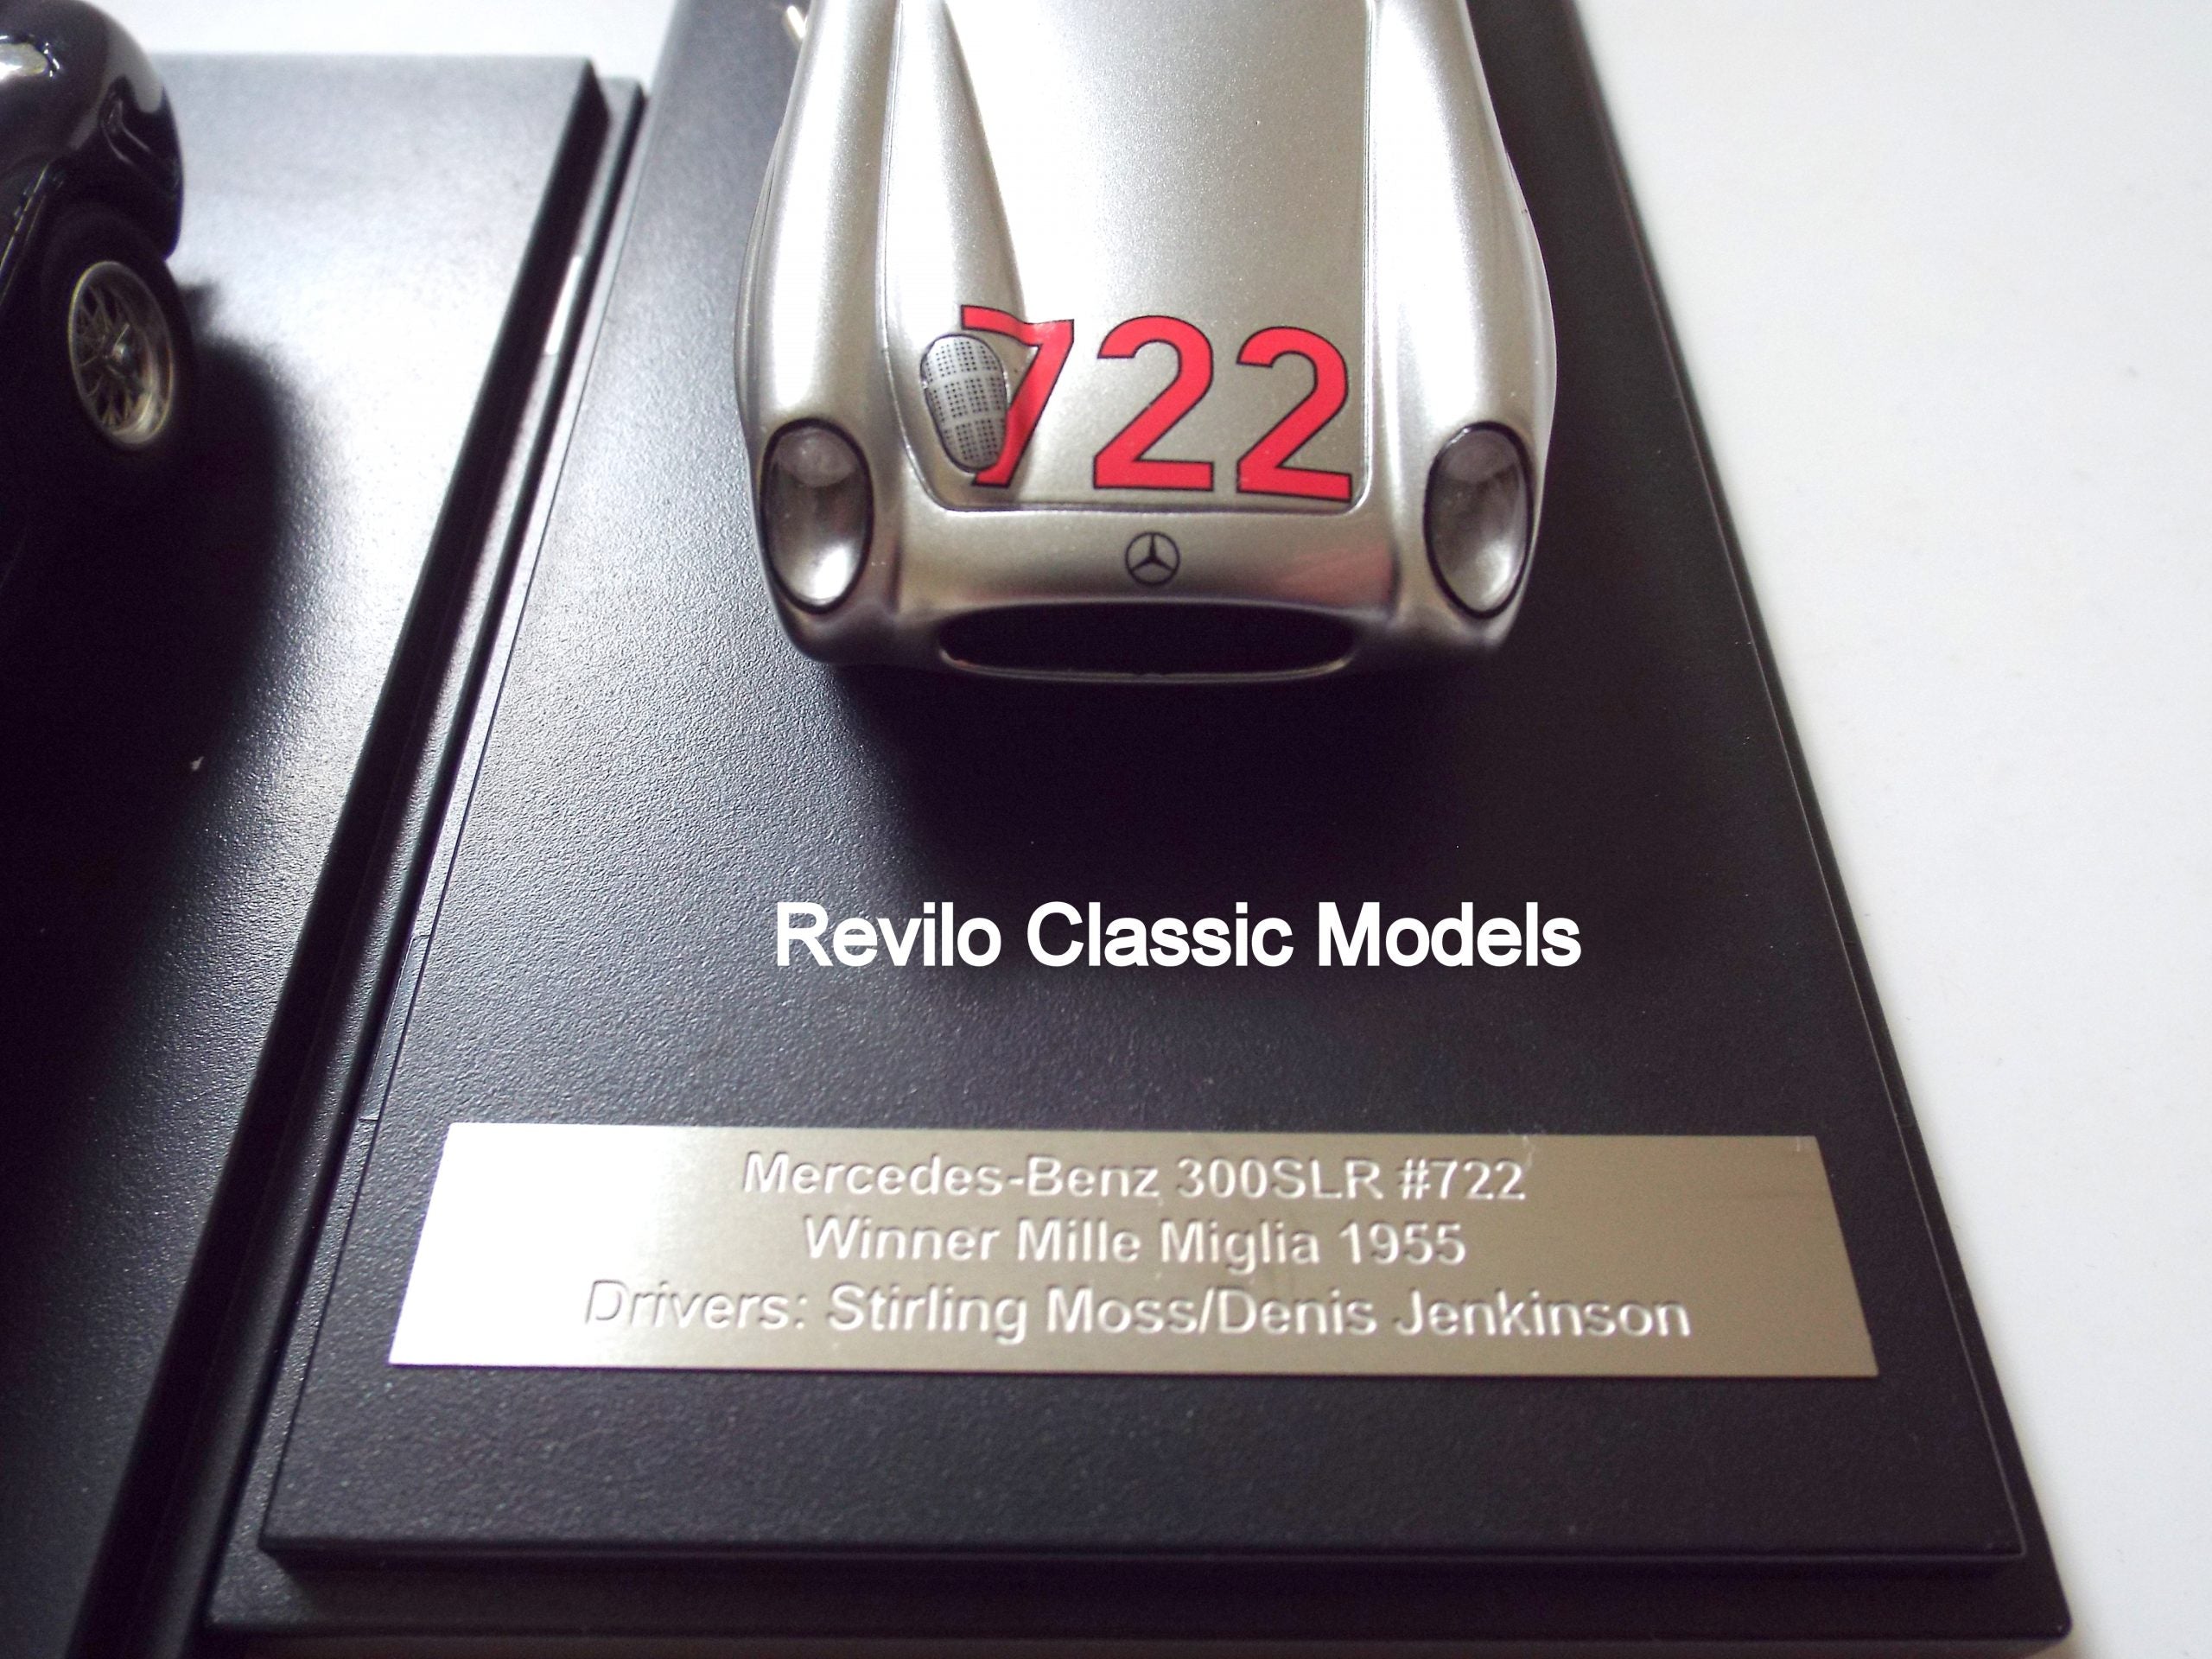 722
Revilo Classic Models
Mercedes-Benz 300SLR #722
Winner Mille Miglia 1955
Drivers: Stirling Moss/Denis Jenkinson